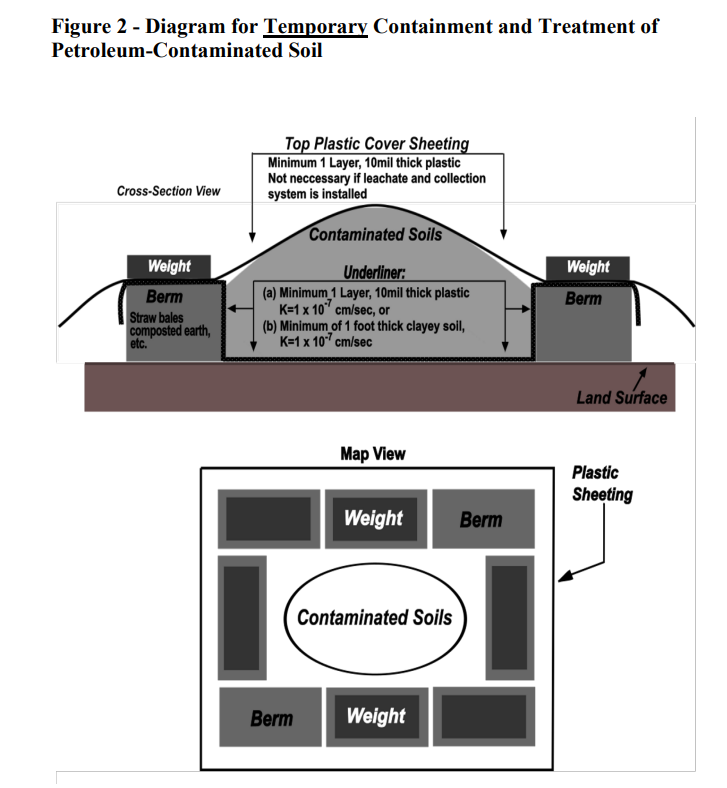 Figure 2 - Diagram for Temporary Containment and Treatment of
Petroleum-Contaminated Soil
Top Plastic Cover Sheeting
Minimum 1 Layer, 10mil thick plastic
Not neccessary if leachate and collection
system is installed
Cross-Section View
Contaminated Soils
Weight
Weight
Underliner:
Berm
Berm
(a) Minimum 1 Layer, 10mil thick plastic
K=1 x 10⁻⁷ cm/sec, or
(b) Minimum of 1 foot thick clayey soil,
K=1 x 10⁻⁷ cm/sec
Straw bales
composted earth,
etc.
Land Surface
Map View
Plastic
Sheeting
Weight
Berm
Contaminated Soils
Berm
Weight